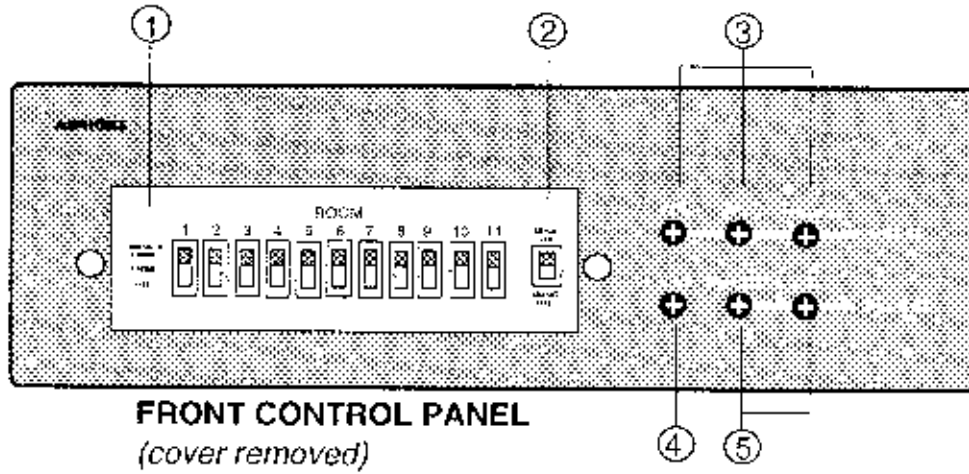 1 2 3
ROOM
1 2 3 4 5 6 7 8 9 10 11
FRONT CONTROL PANEL
(cover removed)
4 5